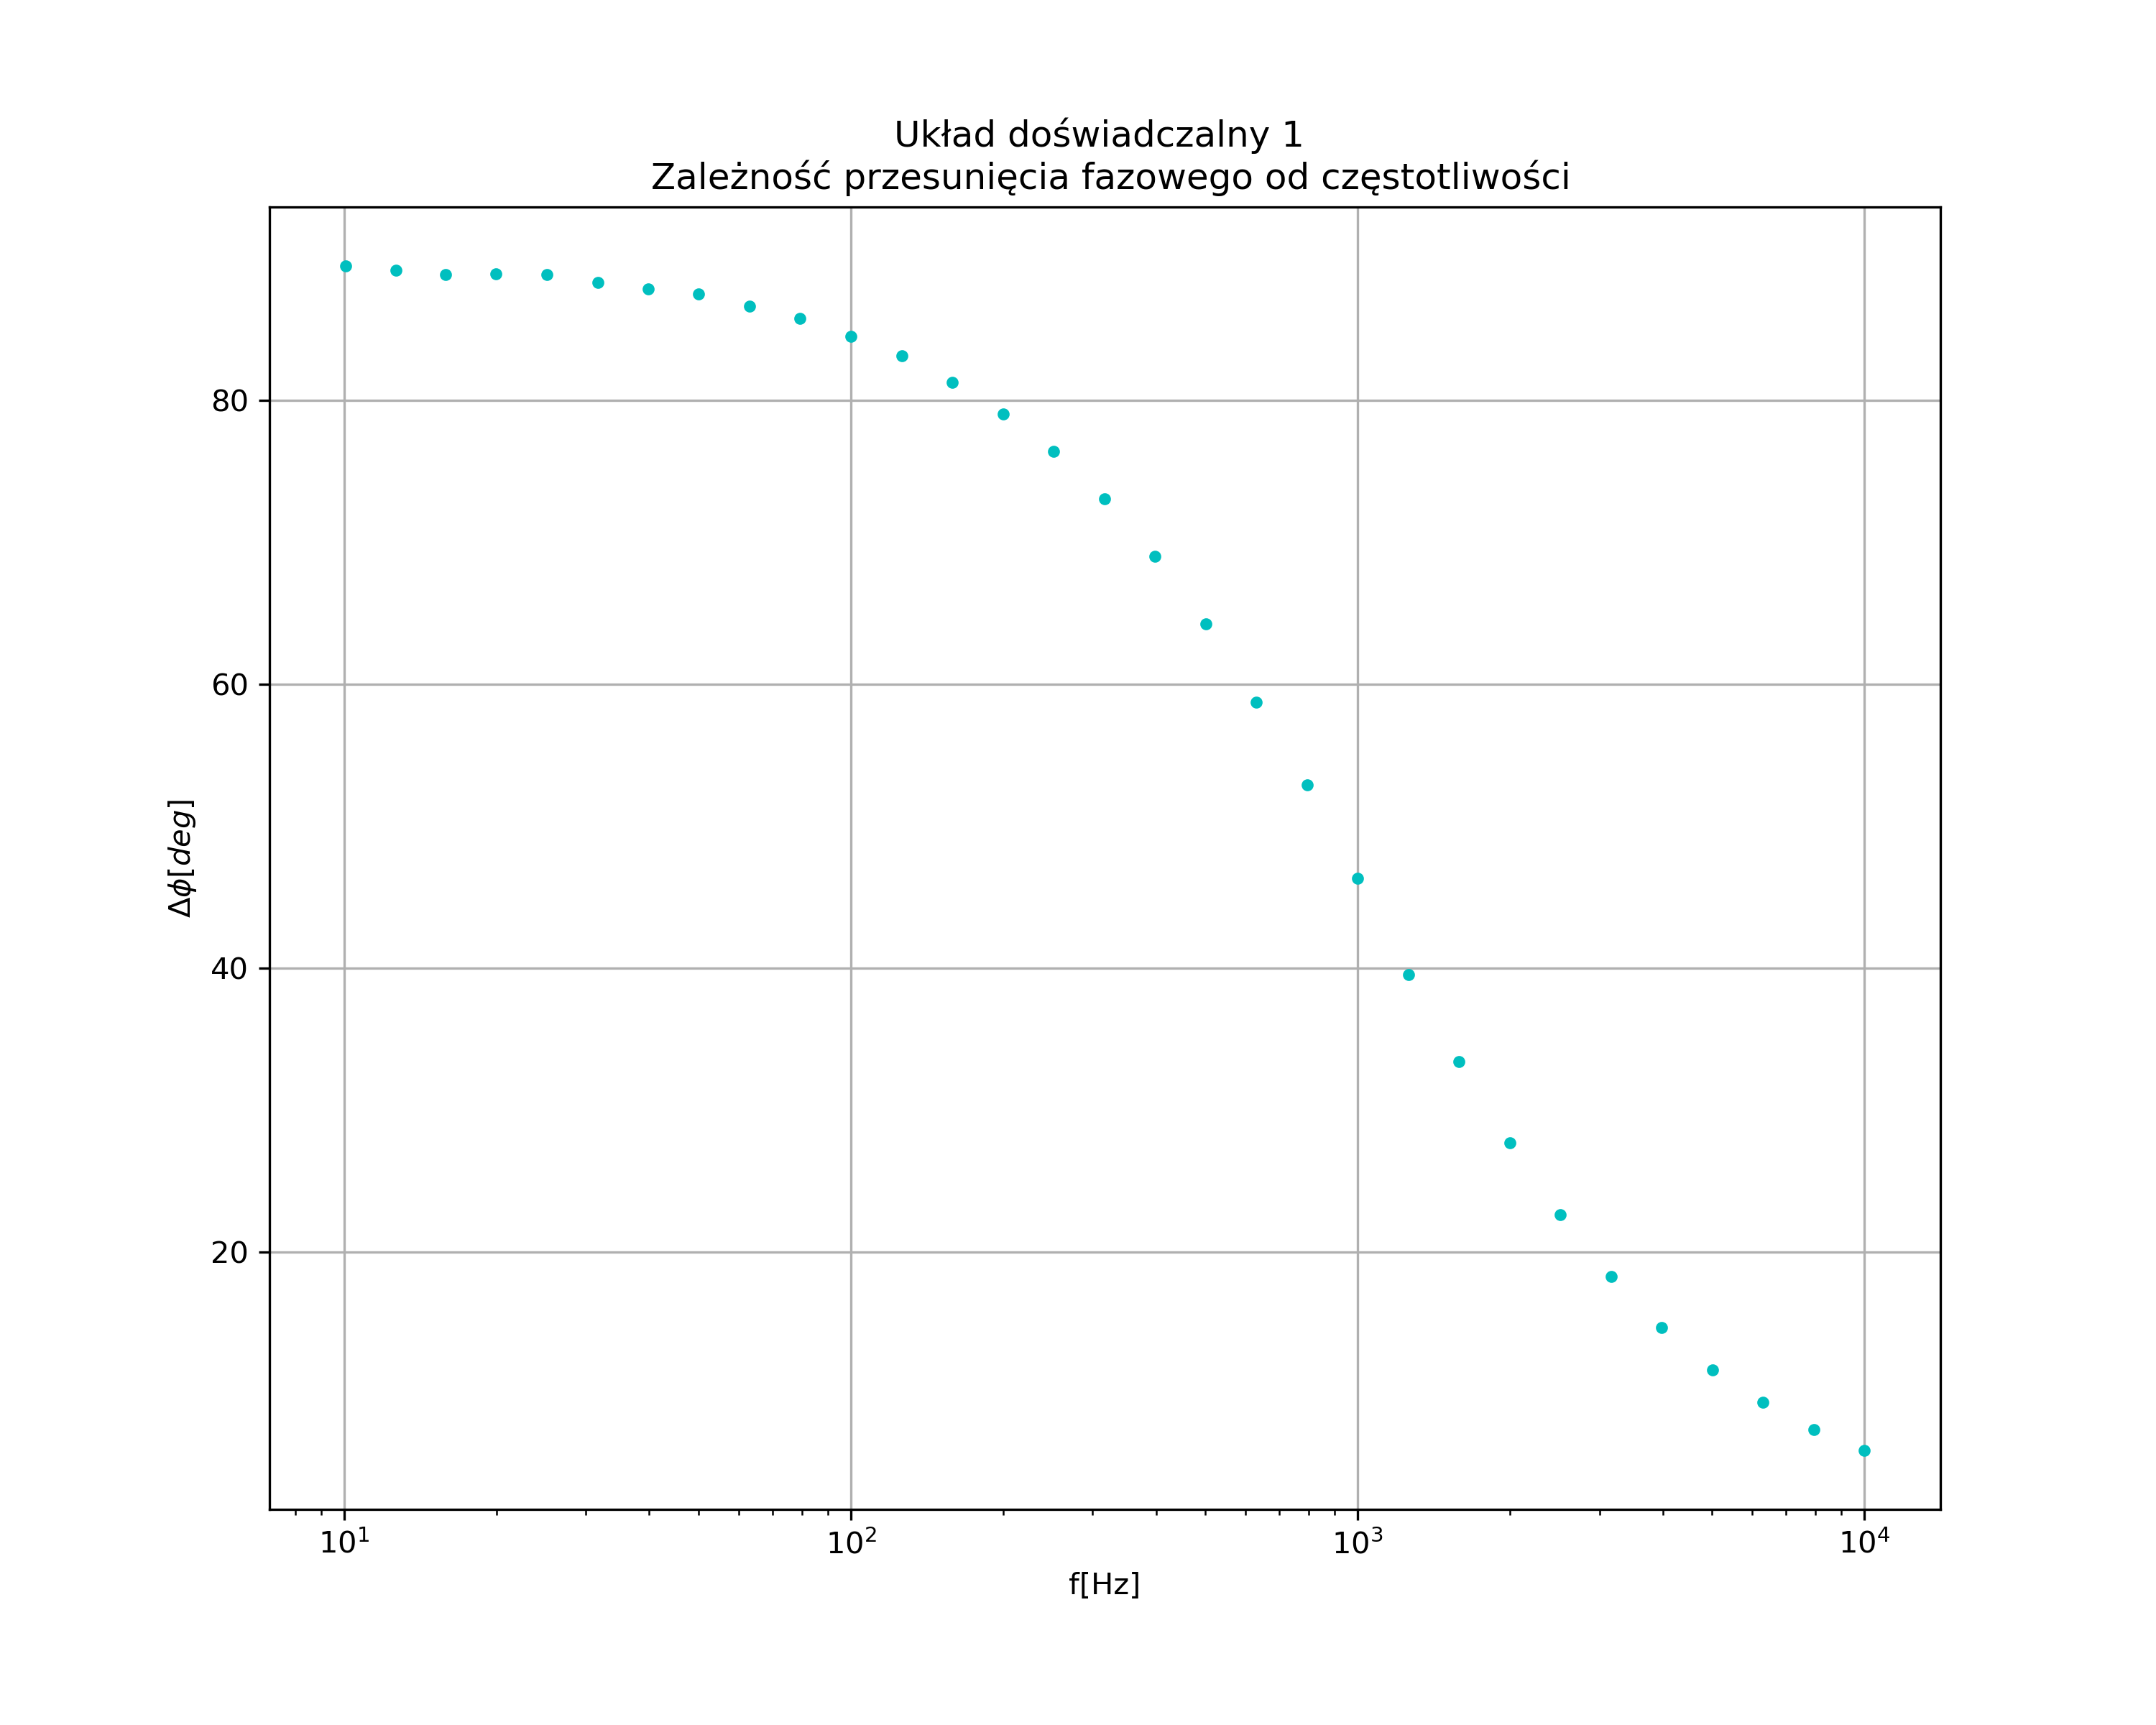 Układ doświadczalny 1
Zależność przesunięcia fazowego od częstotliwości
80
60
40
20
Δϕ[deg]
10¹ 10² 10³ 10⁴
f[Hz]